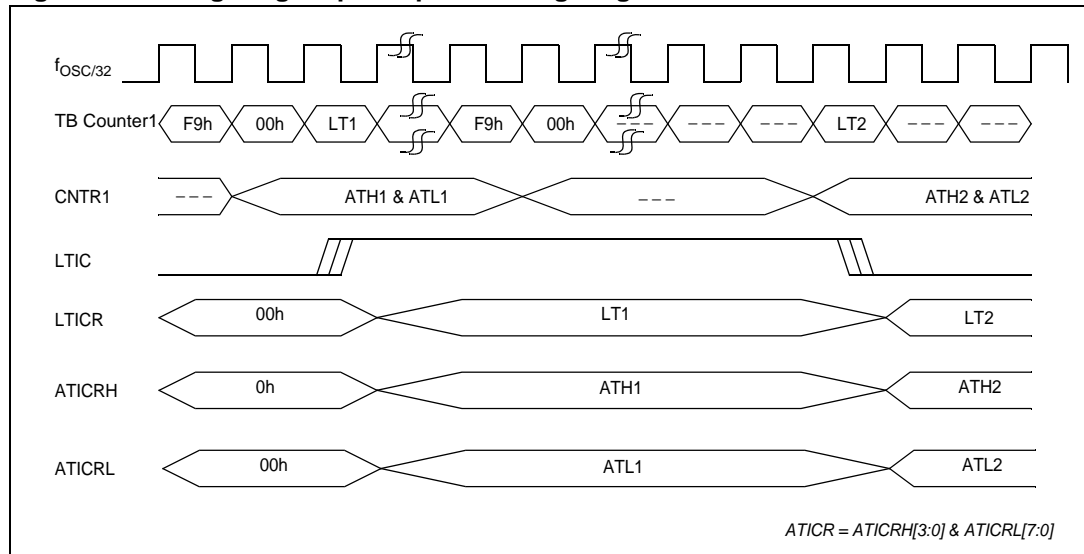 fOSC/32
TB Counter1 F9h 00h LT1 F9h 00h --- --- --- LT2 --- ---
CNTR1 --- ATH1 & ATL1 --- ATH2 & ATL2
LTIC
LTICR 00h LT1 LT2
ATICRH 0h ATH1 ATH2
ATICRL 00h ATL1 ATL2
ATICR = ATICRH[3:0] & ATICRL[7:0]